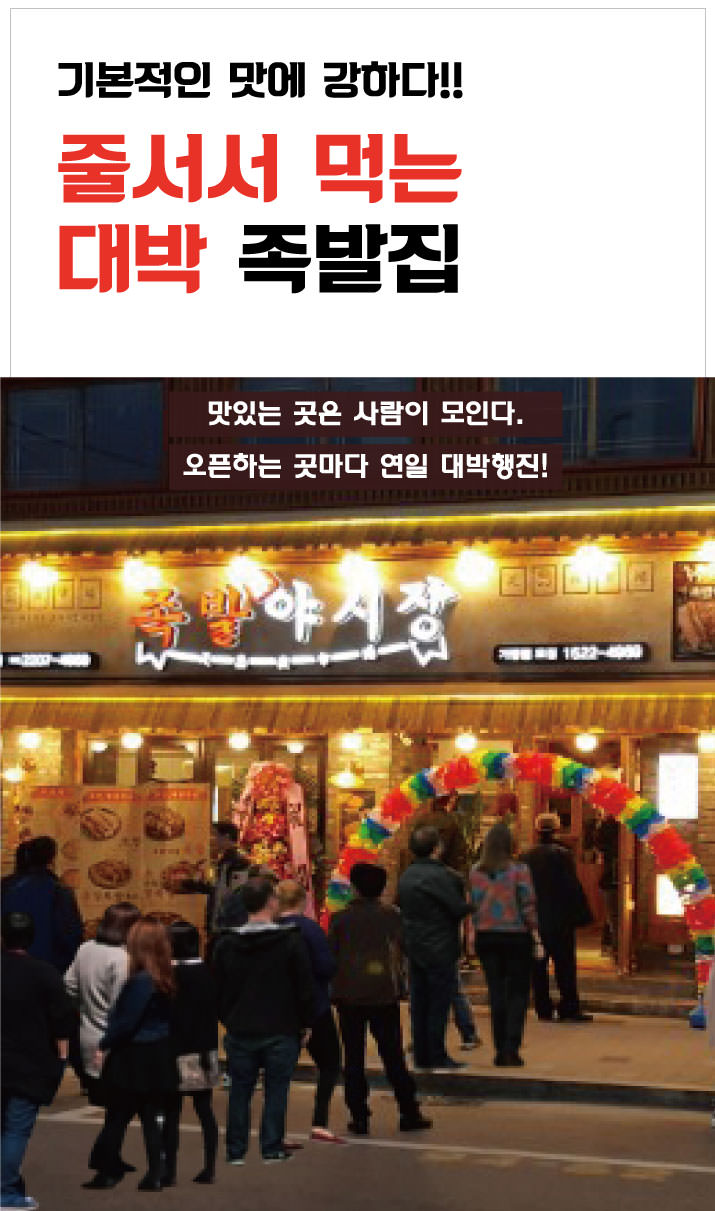 기본적인 맛에 강하다!!
줄서서 먹는
대박 족발집
맛있는 곳은 사람이 모인다.
오픈하는 곳마다 연일 대박행진!
족발야시장